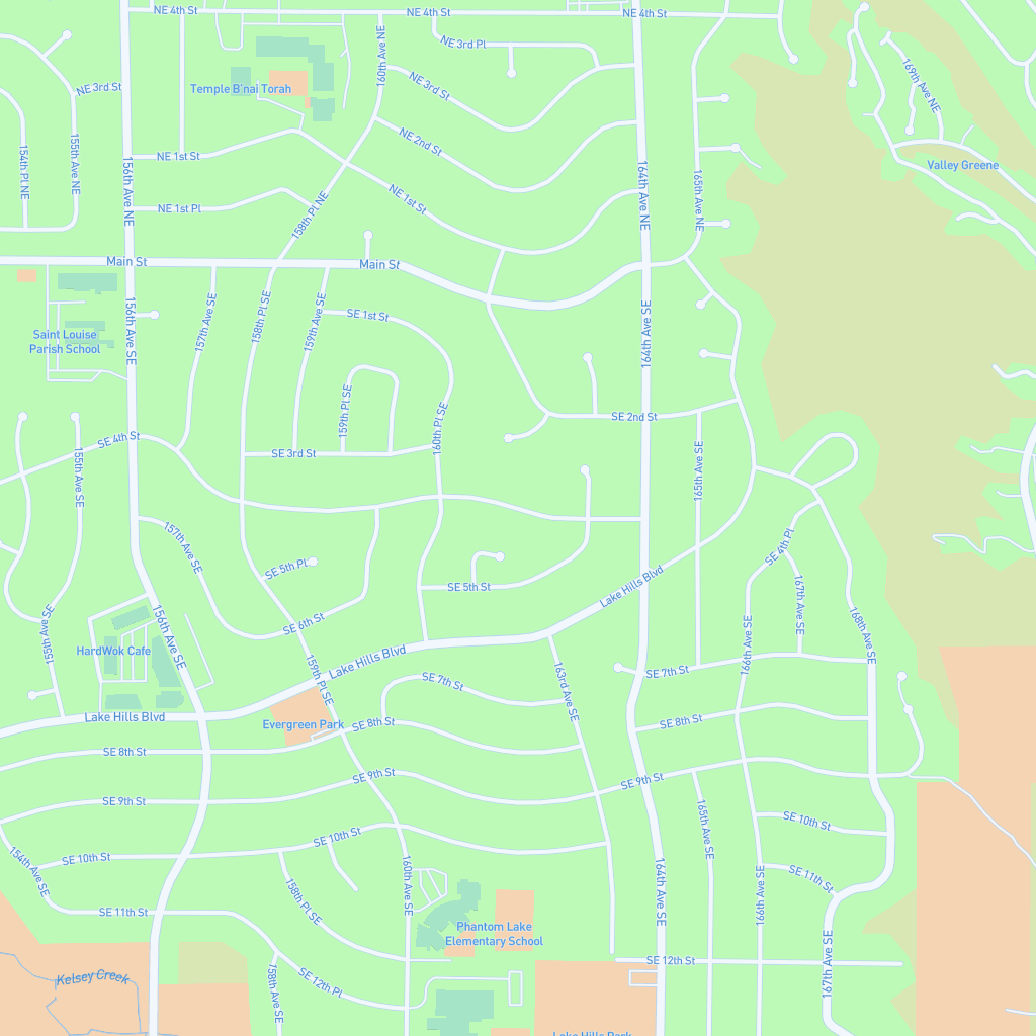 NE 4th St
NE 4th St
NE 4th St
NE 3rd Pl
160th Ave NE
169th Ave NE
NE 3rd St
Temple B'nai Torah
NE 3rd St
NE 2nd St
155th Ave NE
154th Pl NE
NE 1st St
156th Ave NE
164th Ave NE
165th Ave NE
Valley Greene
NE 1st St
NE 1st Pl
158th Pl NE
Main St
Main St
156th Ave SE
157th Ave SE
158th Pl SE
159th Ave SE
SE 1st St
164th Ave SE
Saint Louise
Parish School
159th Pl SE
160th Pl SE
SE 2nd St
SE 4th St
SE 3rd St
155th Ave SE
165th Ave SE
157th Ave SE
SE 4th Pl
SE 5th Pl
SE 5th St
Lake Hills Blvd
167th Ave SE
155th Ave SE
156th Ave SE
SE 6th St
166th Ave SE
168th Ave SE
HardWok Cafe
Lake Hills Blvd
159th Pl SE
SE 7th St
163rd Ave SE
SE 7th St
Lake Hills Blvd
Evergreen Park
SE 8th St
SE 8th St
SE 8th St
SE 9th St
SE 9th St
SE 9th St
165th Ave SE
SE 10th St
SE 10th St
SE 10th St
154th Ave SE
158th Pl SE
160th Ave SE
164th Ave SE
166th Ave SE
SE 11th St
SE 11th St
Phantom Lake
Elementary School
167th Ave SE
SE 12th St
Kelsey Creek
158th Ave SE
SE 12th Pl
Lake Hills Park